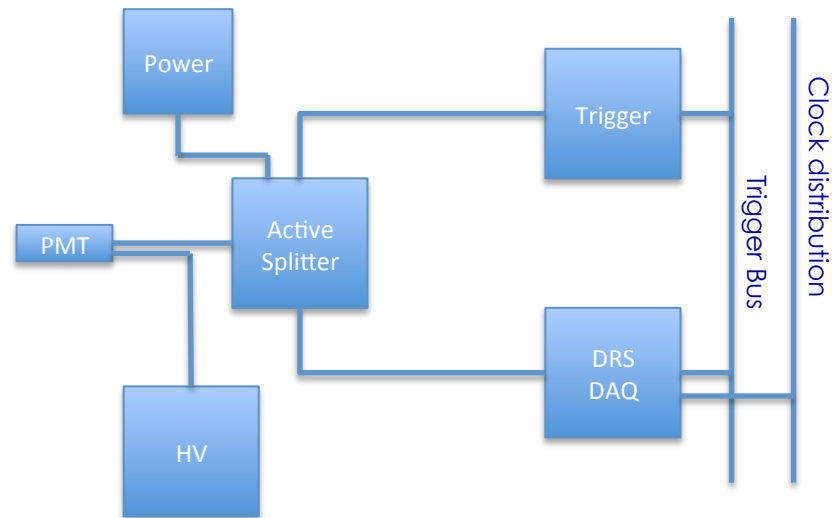 Power
Trigger
Active
Splitter
PMT
DRS
DAQ
HV
Trigger Bus
Clock distribution